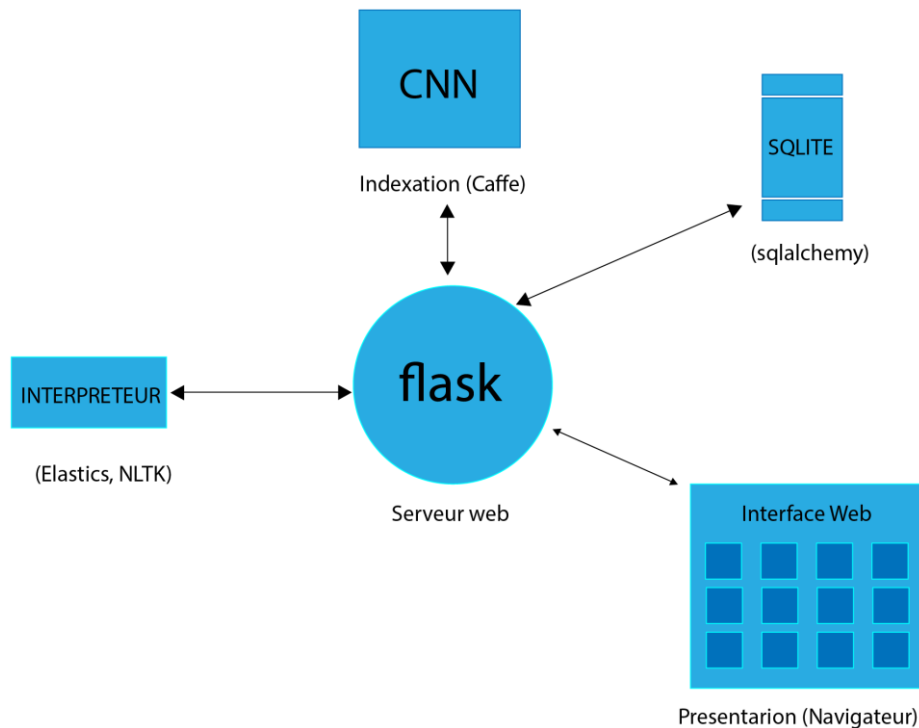 CNN
Indexation (Caffe)
SQLITE
(sqlalchemy)
flask
Serveur web
INTERPRETEUR
(Elastics, NLTK)
Interface Web
Presentarion (Navigateur)